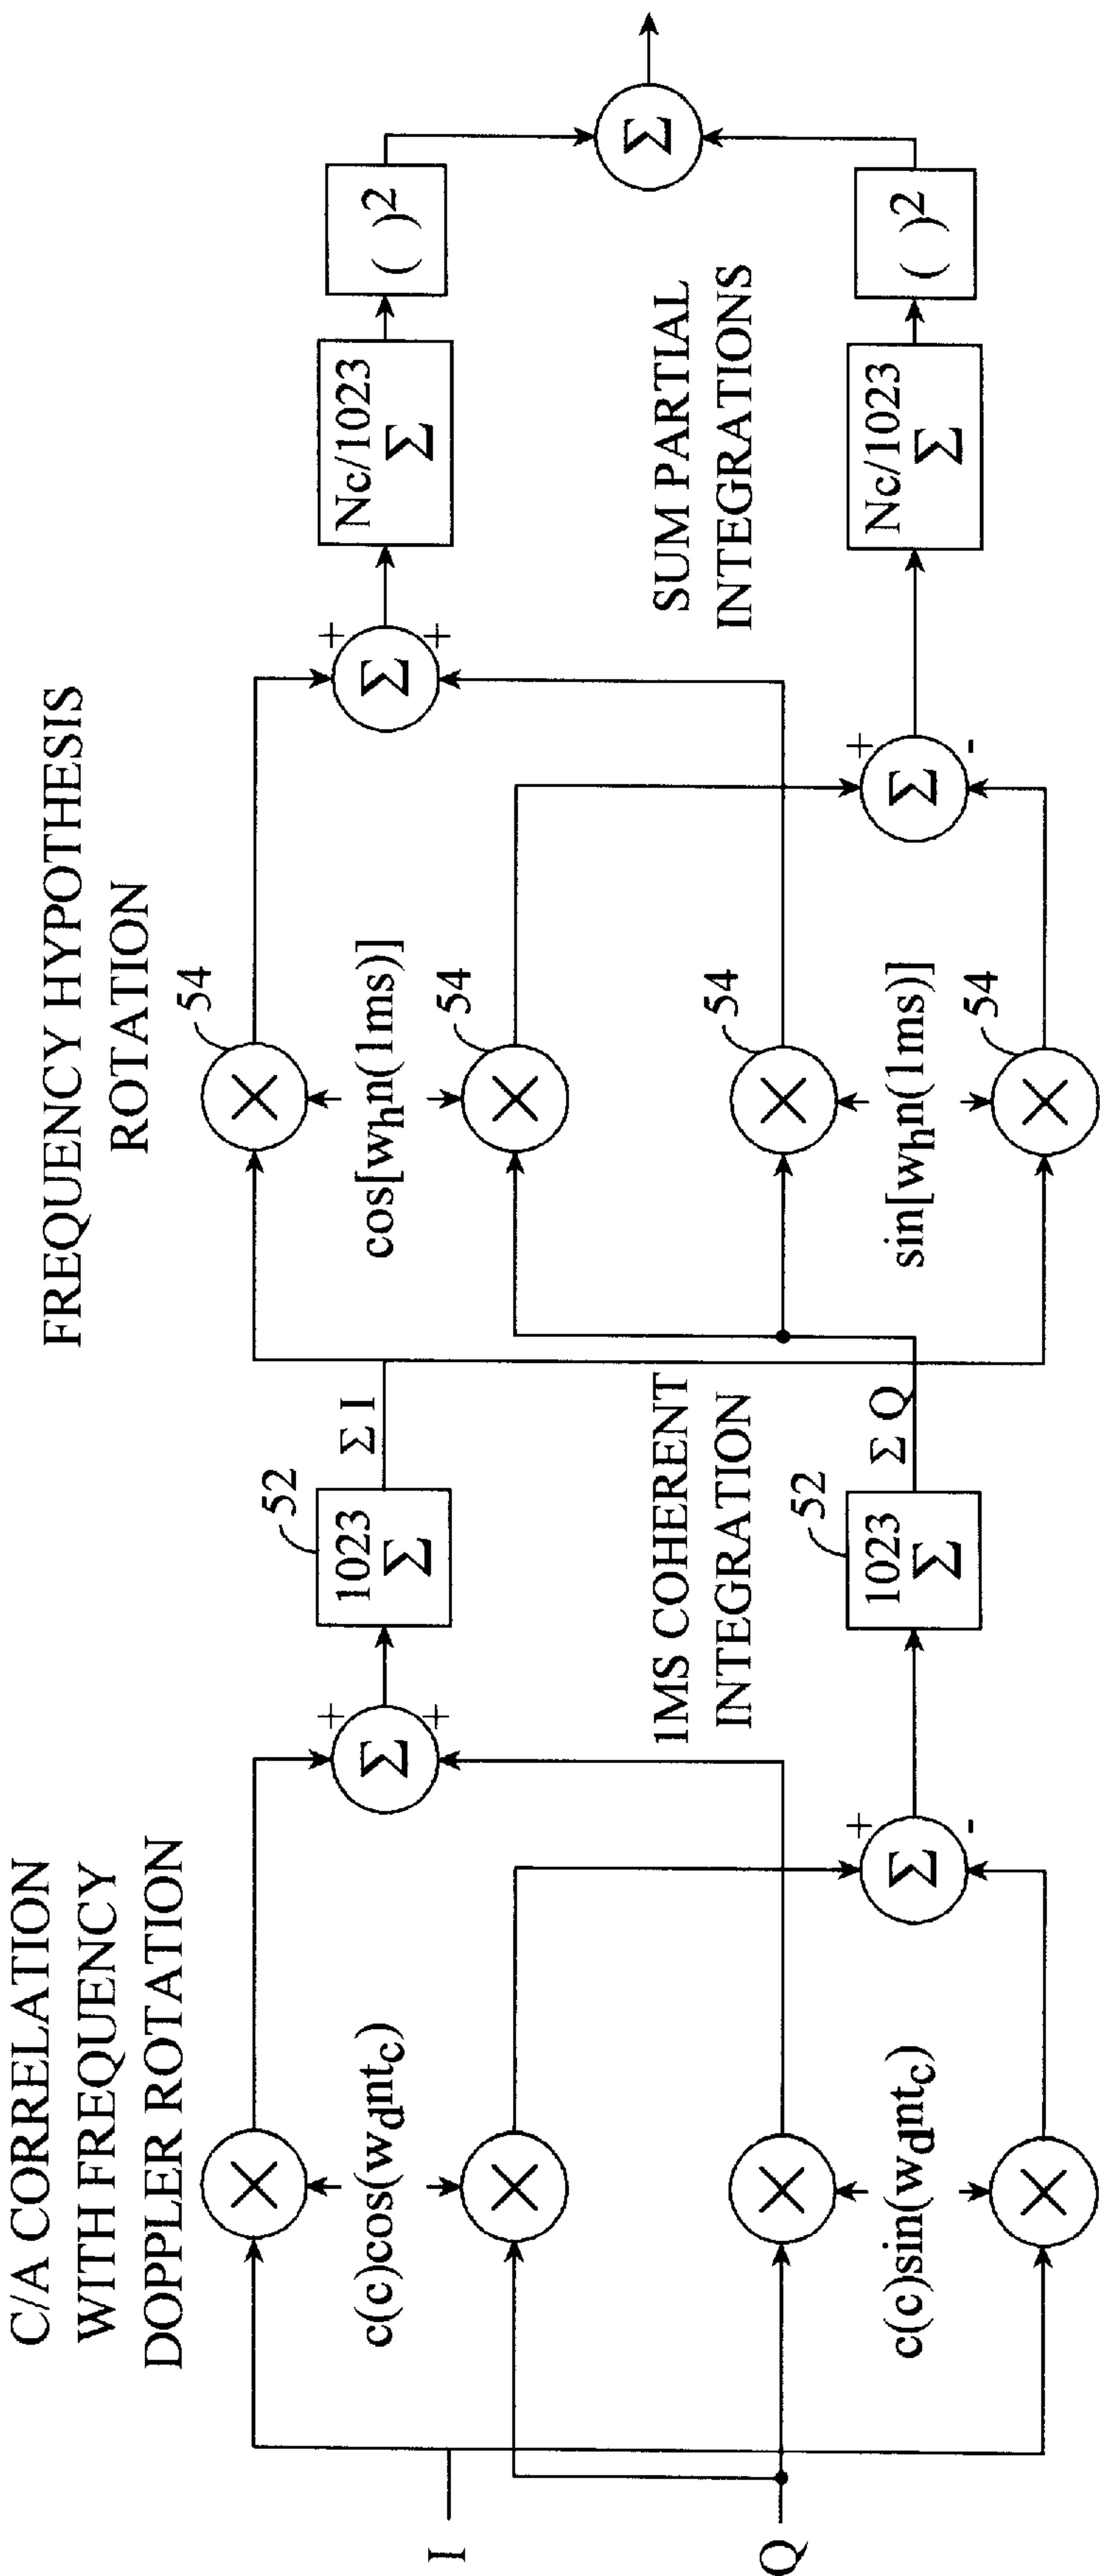 C/A CORRELATION
WITH FREQUENCY
DOPPLER ROTATION
FREQUENCY HYPOTHESIS
ROTATION
I
Q
×
c(c)cos(wdntc)
×
×
c(c)sin(wdntc)
×
+
Σ
+
+
Σ
-
52
1023
Σ
Σ I
1MS COHERENT
INTEGRATION
52
1023
Σ
Σ Q
54
×
cos[whn(1ms)]
54
×
54
×
sin[whn(1ms)]
54
×
+
Σ
+
+
Σ
-
Nc/1023
Σ
( )2
SUM PARTIAL
INTEGRATIONS
Nc/1023
Σ
( )2
Σ